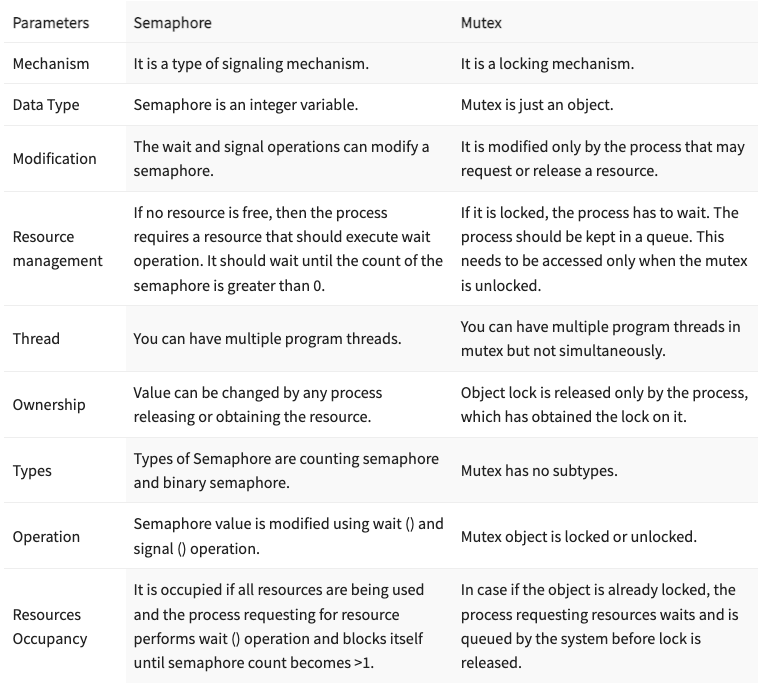 Parameters Semaphore Mutex
Mechanism It is a type of signaling mechanism. It is a locking mechanism.
Data Type Semaphore is an integer variable. Mutex is just an object.
Modification
The wait and signal operations can modify a
semaphore.
It is modified only by the process that may
request or release a resource.
Resource
management
If no resource is free, then the process
requires a resource that should execute wait
operation. It should wait until the count of the
semaphore is greater than 0.
If it is locked, the process has to wait. The
process should be kept in a queue. This
needs to be accessed only when the mutex
is unlocked.
Thread
You can have multiple program threads.
You can have multiple program threads in
mutex but not simultaneously.
Ownership
Value can be changed by any process
releasing or obtaining the resource.
Object lock is released only by the process,
which has obtained the lock on it.
Types
Types of Semaphore are counting semaphore
and binary semaphore.
Mutex has no subtypes.
Operation
Semaphore value is modified using wait () and
signal () operation.
Mutex object is locked or unlocked.
Resources
Occupancy
It is occupied if all resources are being used
and the process requesting for resource
performs wait () operation and blocks itself
until semaphore count becomes >1.
In case if the object is already locked, the
process requesting resources waits and is
queued by the system before lock is
released.